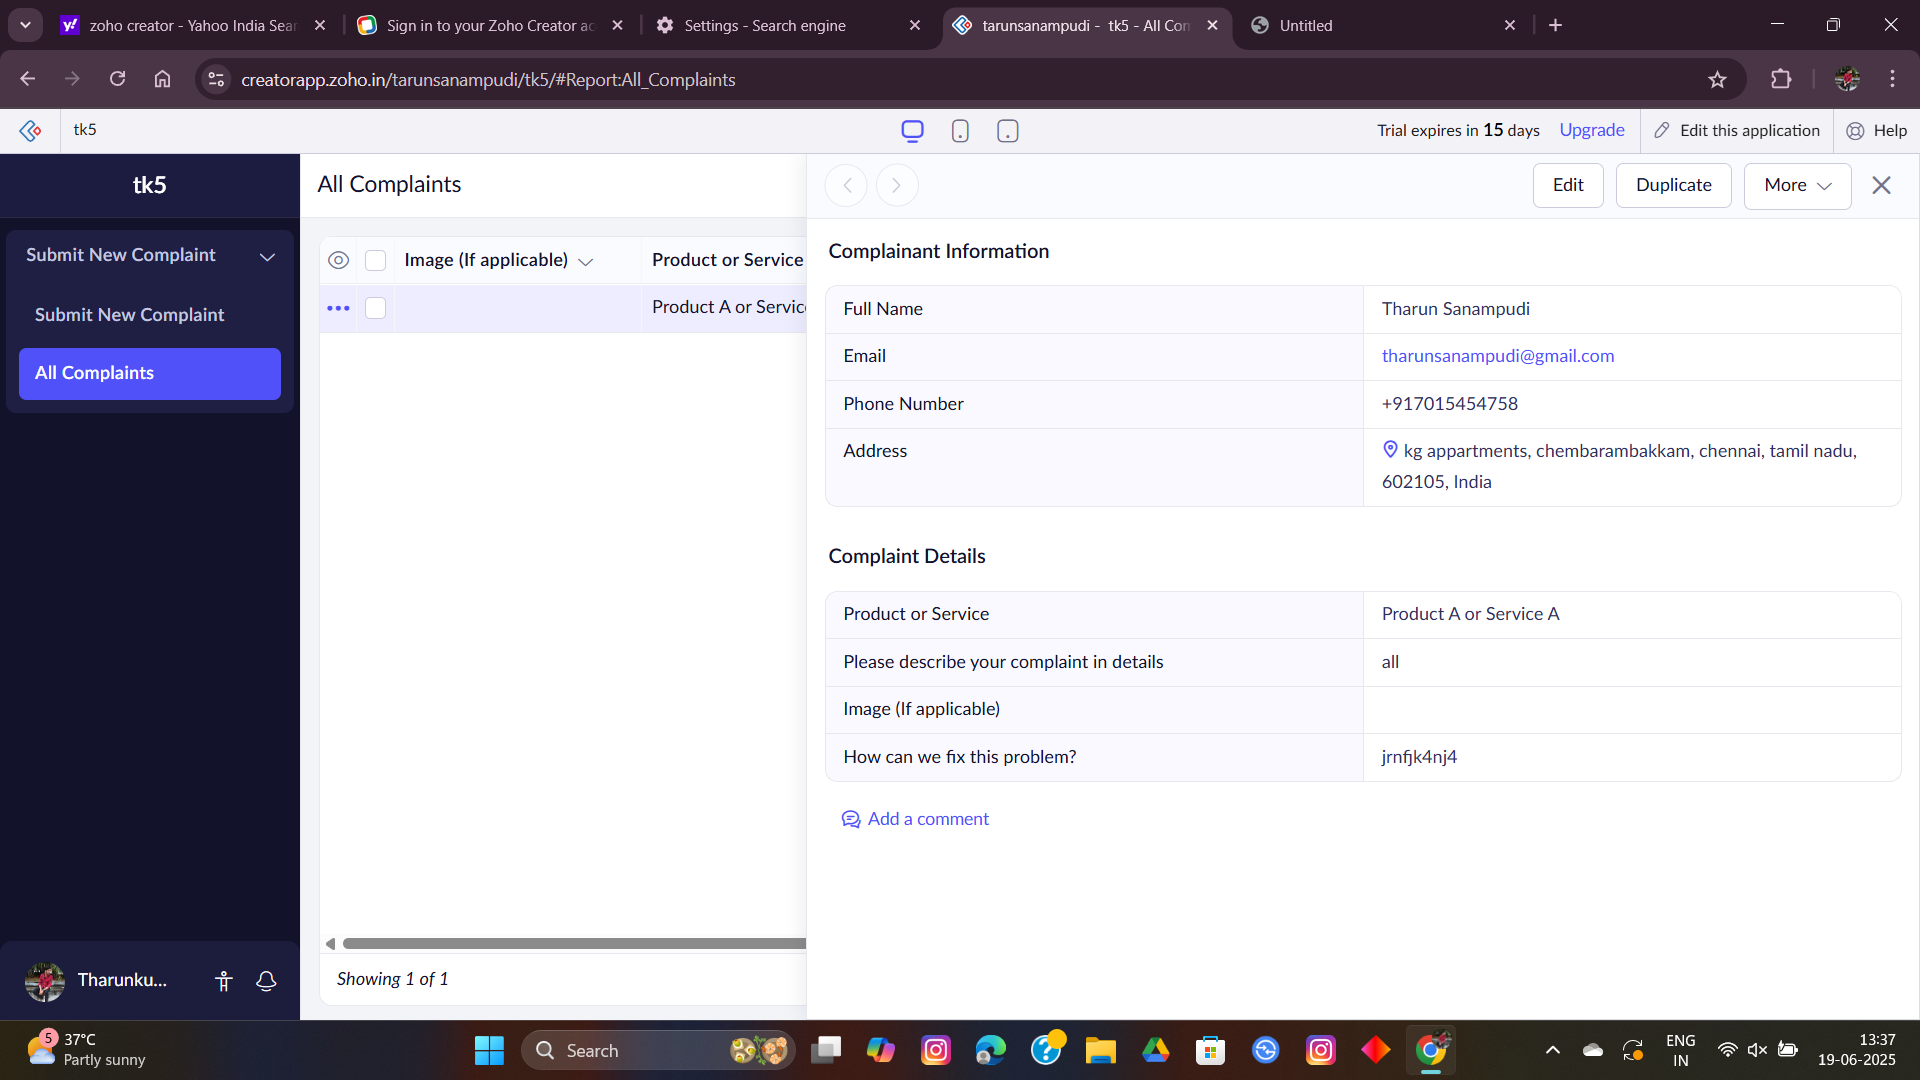 zoho creator - Yahoo India Sear
Sign in to your Zoho Creator ac
Settings - Search engine
tarunsanampudi - tk5 - All Con
Untitled
creatorapp.zoho.in/tarunsanampudi/tk5/#Report:All_Complaints
tk5
Trial expires in 15 days
Upgrade
Edit this application
Help
tk5
Submit New Complaint
Submit New Complaint
All Complaints
Tharunku...
All Complaints
Image (If applicable)
Product or Service
Product A or Servic
Showing 1 of 1
Edit
Duplicate
More
Complainant Information
Full Name
Tharun Sanampudi
Email
tharunsanampudi@gmail.com
Phone Number
+917015454758
Address
kg appartments, chembarambakkam, chennai, tamil nadu,
602105, India
Complaint Details
Product or Service
Product A or Service A
Please describe your complaint in details
all
Image (If applicable)
How can we fix this problem?
jrnfjk4nj4
Add a comment
5
37°C
Partly sunny
Search
ENG
IN
13:37
19-06-2025